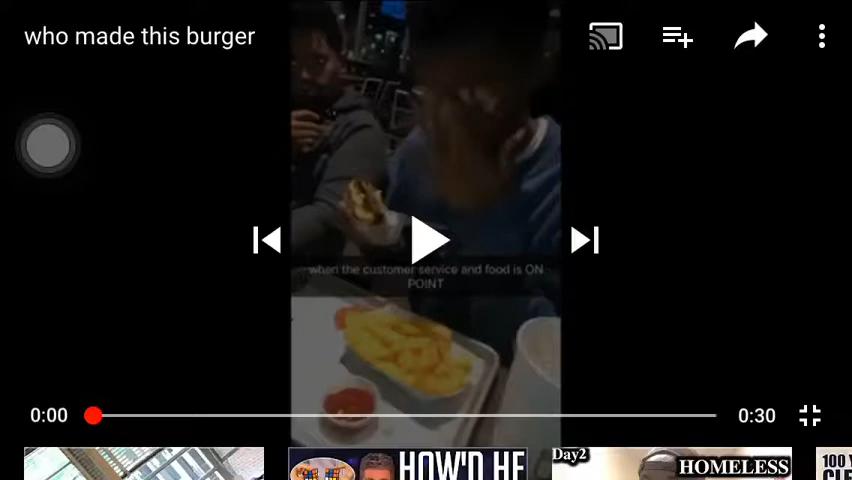 who made this burger
when the customer service and food is ON
POINT
0:00
0:30
HOW'D HE
Day2
HOMELESS
100 Y